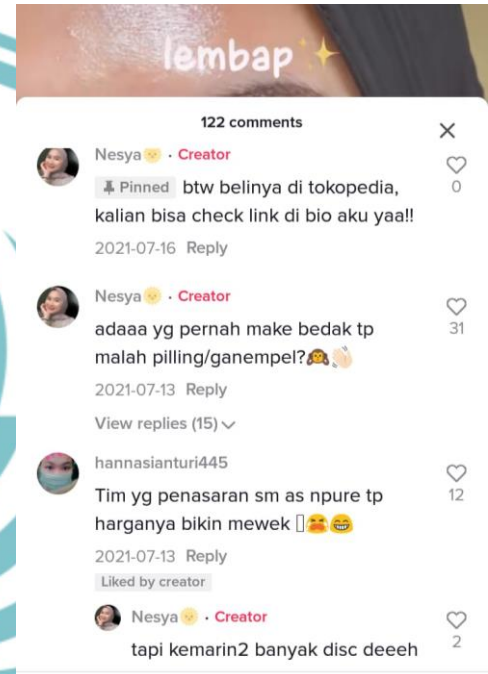 lembap✨
122 comments
Nesya🌝 · Creator
Pinned btw belinya di tokopedia,
kalian bisa check link di bio aku yaa!!
0
2021-07-16 Reply
Nesya🌝 · Creator
adaaa yg pernah make bedak tp
malah pilling/ganempel?🙊👋🏻
31
2021-07-13 Reply
View replies (15)
hannasianturi445
Tim yg penasaran sm as npure tp
harganya bikin mewek ▯😫😂
12
2021-07-13 Reply
Liked by creator
Nesya🌝 · Creator
tapi kemarin2 banyak disc deeeh
2